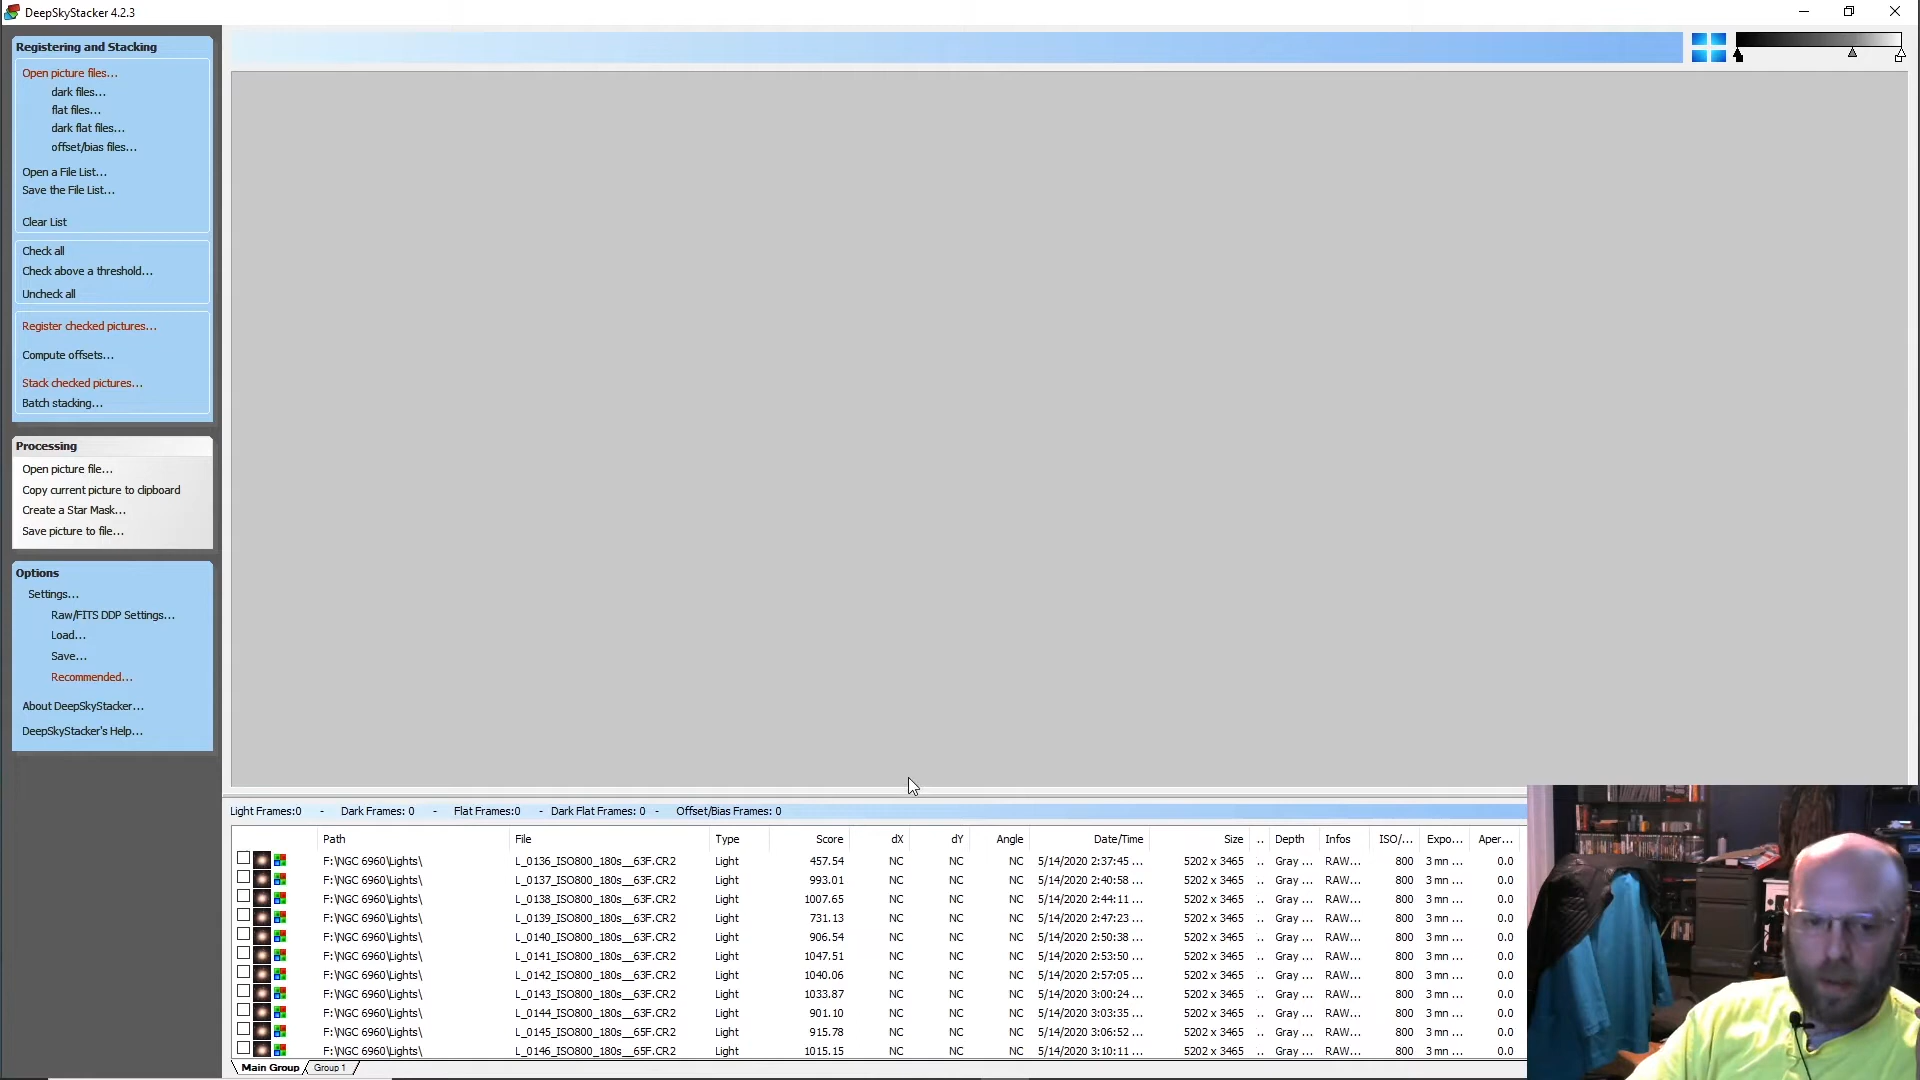 DeepSkyStacker 4.2.3
Registering and Stacking
Open picture files...
dark files...
flat files...
dark flat files...
offset/bias files...
Open a File List...
Save the File List...
Clear List
Check all
Check above a threshold...
Uncheck all
Register checked pictures...
Compute offsets...
Stack checked pictures...
Batch stacking...
Processing
Open picture file...
Copy current picture to clipboard
Create a Star Mask...
Save picture to file...
Options
Settings...
Raw/FITS DDP Settings...
Load...
Save...
Recommended...
About DeepSkyStacker...
DeepSkyStacker's Help...
Light Frames:0 - Dark Frames: 0 - Flat Frames:0 - Dark Flat Frames: 0 - Offset/Bias Frames: 0
Path File Type Score dX dY Angle Date/Time Size .. Depth Infos ISO/... Expo... Aper...
F:\NGC 6960\Lights\ L_0136_ISO800_180s__63F.CR2 Light 457.54 NC NC NC 5/14/2020 2:37:45 ... 5202 x 3465 .. Gray ... RAW... 800 3 mn ... 0.0
F:\NGC 6960\Lights\ L_0137_ISO800_180s__63F.CR2 Light 993.01 NC NC NC 5/14/2020 2:40:58 ... 5202 x 3465 .. Gray ... RAW... 800 3 mn ... 0.0
F:\NGC 6960\Lights\ L_0138_ISO800_180s__63F.CR2 Light 1007.65 NC NC NC 5/14/2020 2:44:11 ... 5202 x 3465 .. Gray ... RAW... 800 3 mn ... 0.0
F:\NGC 6960\Lights\ L_0139_ISO800_180s__63F.CR2 Light 731.13 NC NC NC 5/14/2020 2:47:23 ... 5202 x 3465 .. Gray ... RAW... 800 3 mn ... 0.0
F:\NGC 6960\Lights\ L_0140_ISO800_180s__63F.CR2 Light 906.54 NC NC NC 5/14/2020 2:50:38 ... 5202 x 3465 .. Gray ... RAW... 800 3 mn ... 0.0
F:\NGC 6960\Lights\ L_0141_ISO800_180s__63F.CR2 Light 1047.51 NC NC NC 5/14/2020 2:53:50 ... 5202 x 3465 .. Gray ... RAW... 800 3 mn ... 0.0
F:\NGC 6960\Lights\ L_0142_ISO800_180s__63F.CR2 Light 1040.06 NC NC NC 5/14/2020 2:57:05 ... 5202 x 3465 .. Gray ... RAW... 800 3 mn ... 0.0
F:\NGC 6960\Lights\ L_0143_ISO800_180s__63F.CR2 Light 1033.87 NC NC NC 5/14/2020 3:00:24 ... 5202 x 3465 .. Gray ... RAW... 800 3 mn ... 0.0
F:\NGC 6960\Lights\ L_0144_ISO800_180s__63F.CR2 Light 901.10 NC NC NC 5/14/2020 3:03:35 ... 5202 x 3465 .. Gray ... RAW... 800 3 mn ... 0.0
F:\NGC 6960\Lights\ L_0145_ISO800_180s__65F.CR2 Light 915.78 NC NC NC 5/14/2020 3:06:52 ... 5202 x 3465 .. Gray ... RAW... 800 3 mn ... 0.0
F:\NGC 6960\Lights\ L_0146_ISO800_180s__65F.CR2 Light 1015.15 NC NC NC 5/14/2020 3:10:11 ... 5202 x 3465 .. Gray ... RAW... 800 3 mn ... 0.0
Main Group Group 1